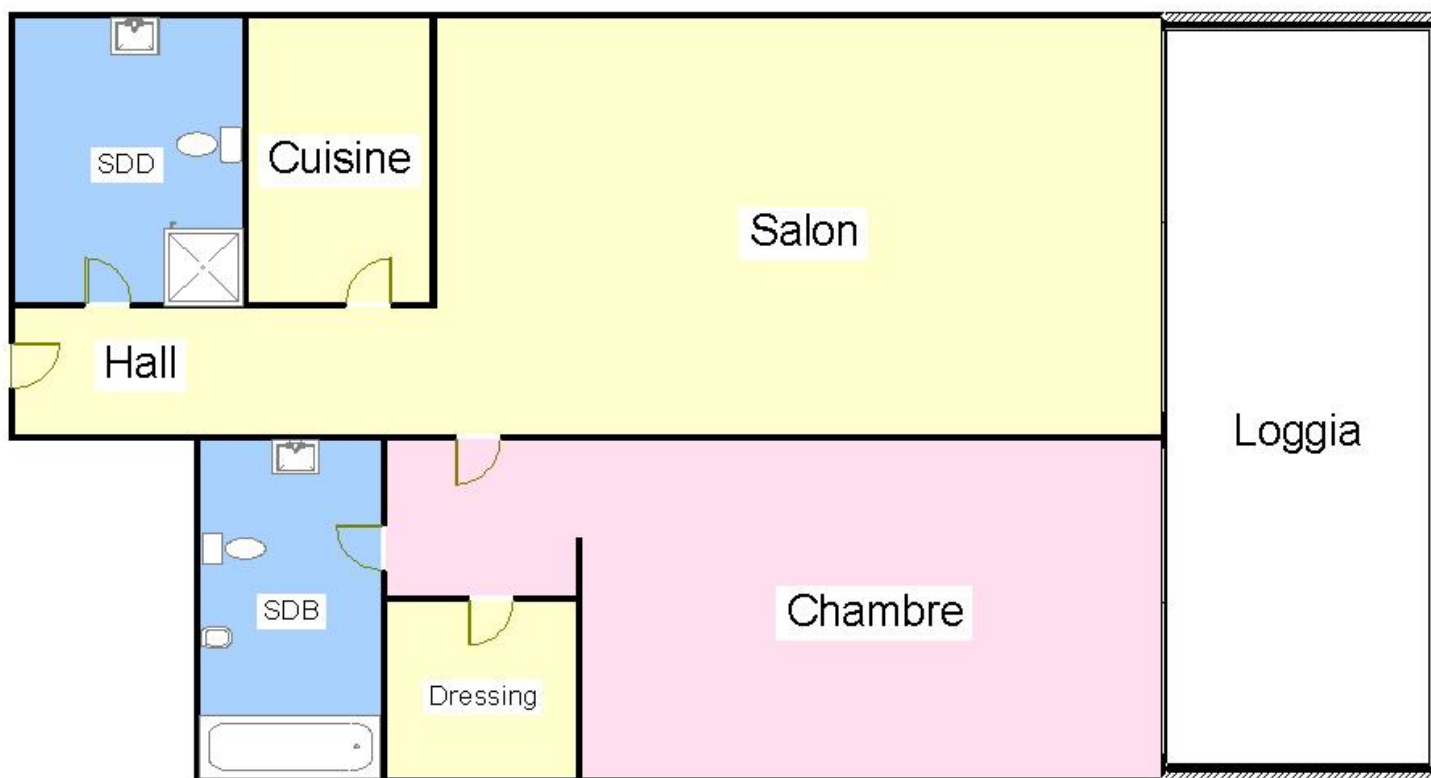 SDD
Cuisine
Salon
Hall
Loggia
SDB
Chambre
Dressing